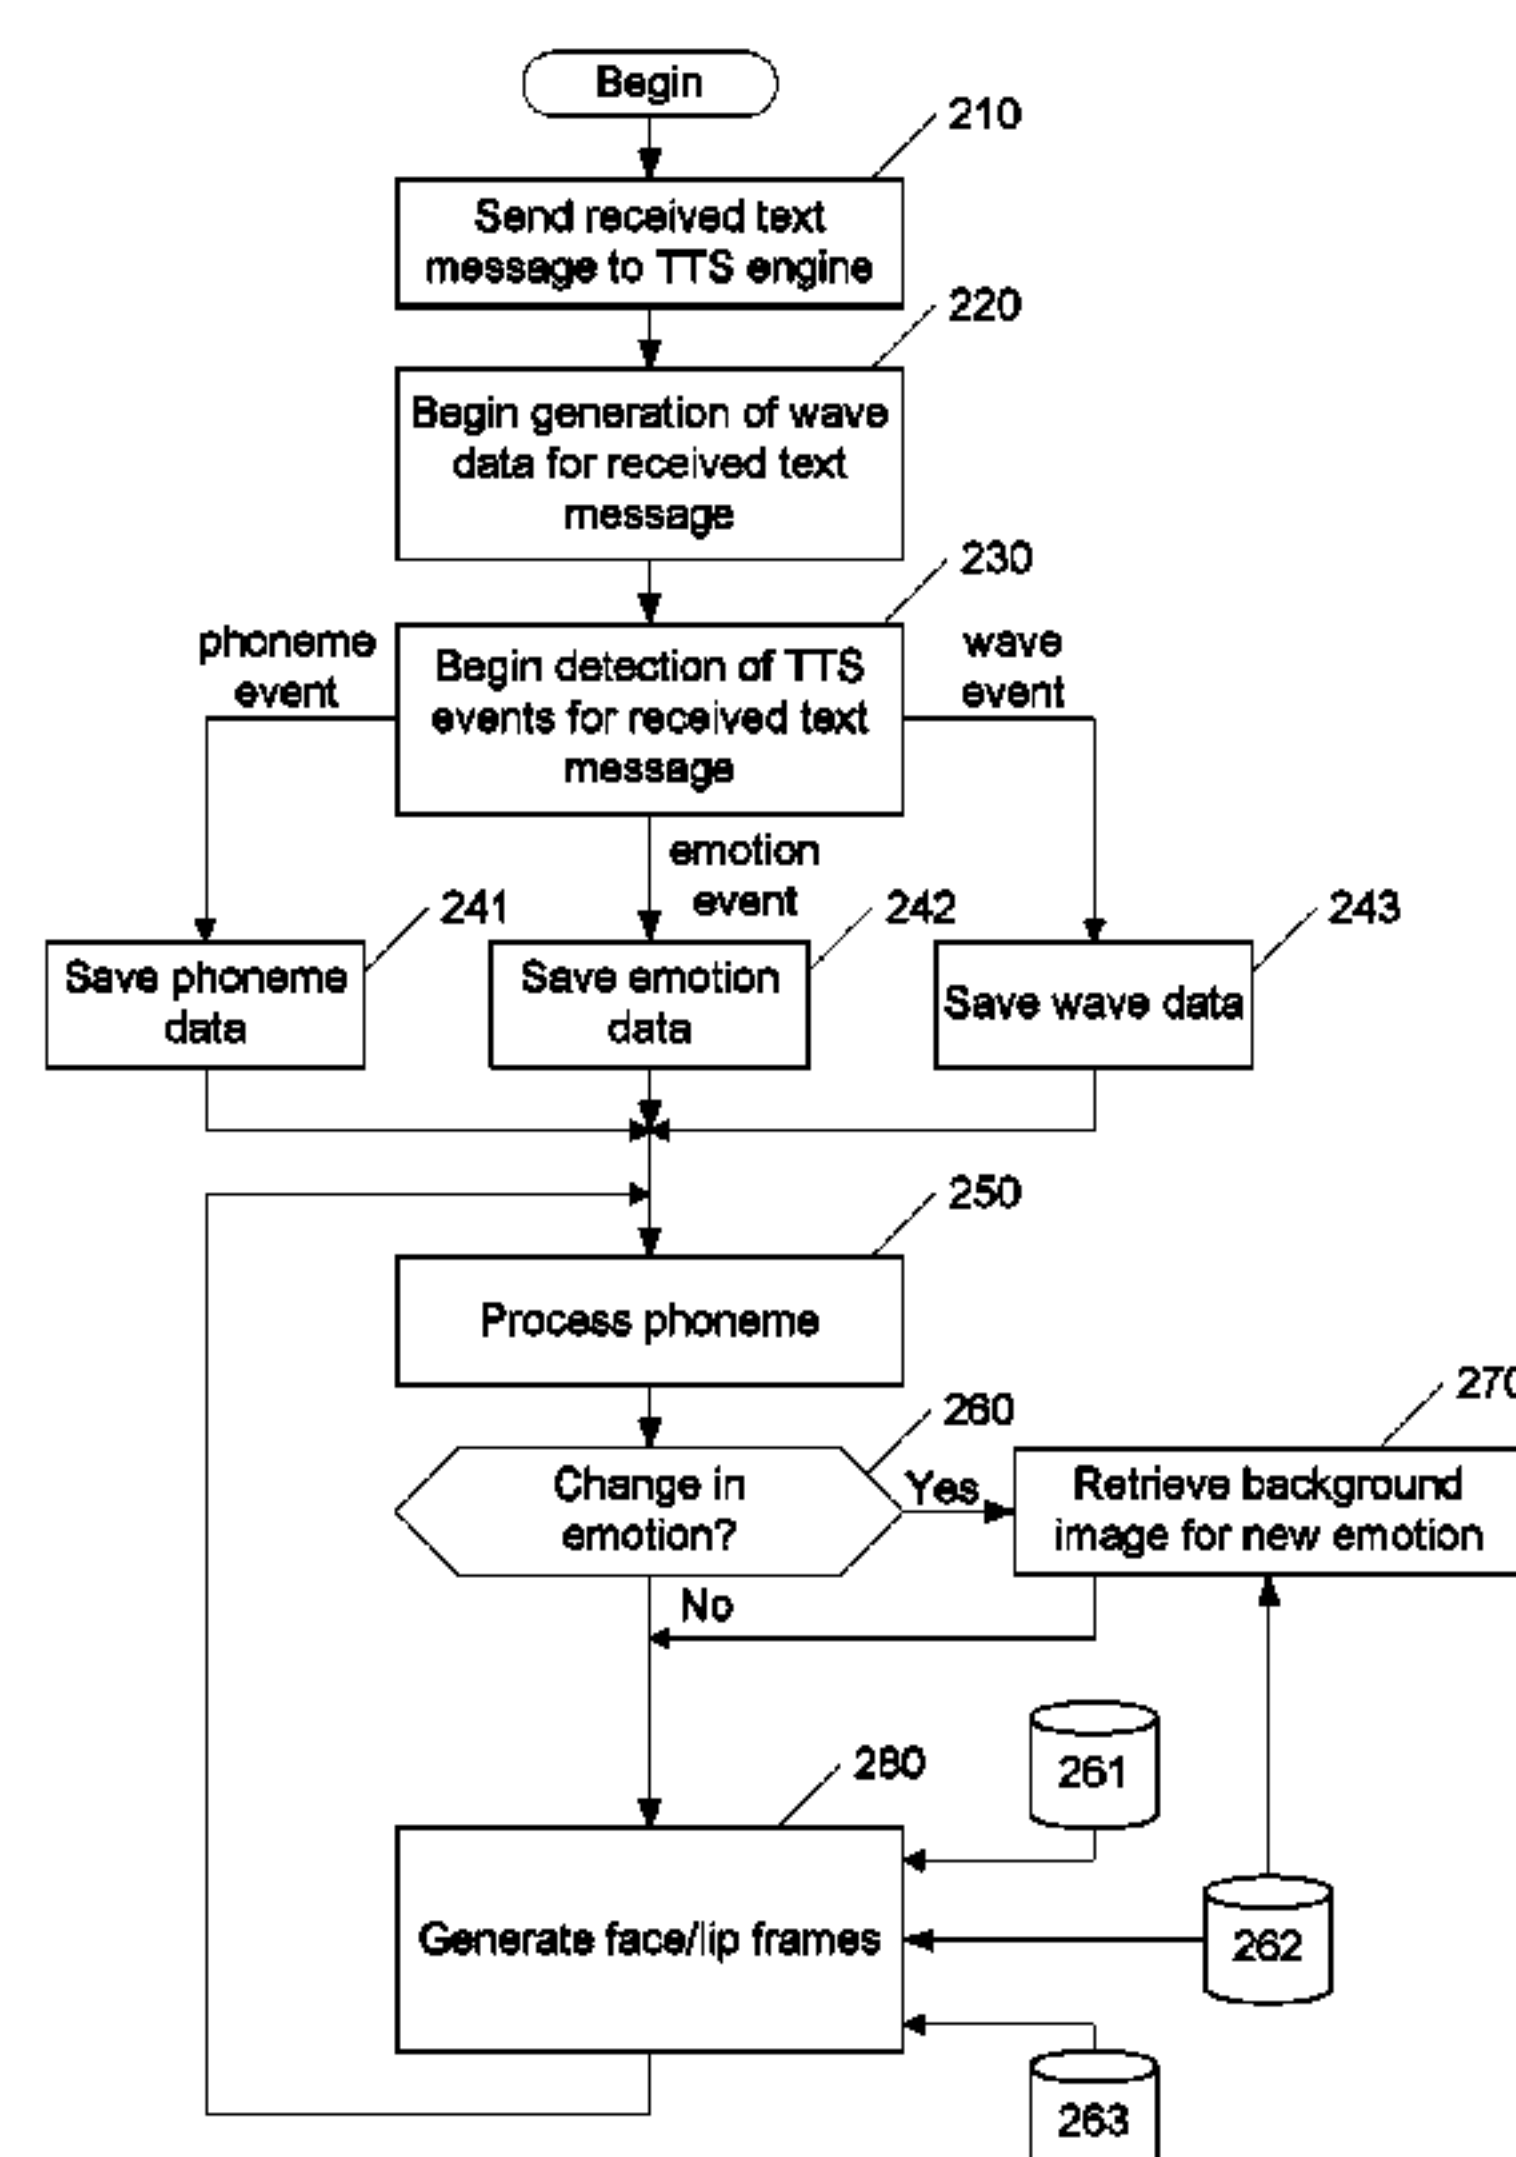 Begin
210
Send received text
message to TTS engine
220
Begin generation of wave
data for received text
message
230
phoneme
event
Begin detection of TTS
events for received text
message
wave
event
emotion
event
241
242
243
Save phoneme
data
Save emotion
data
Save wave data
250
Process phoneme
260
270
Change in
emotion?
Yes
Retrieve background
image for new emotion
No
261
280
Generate face/lip frames
262
263